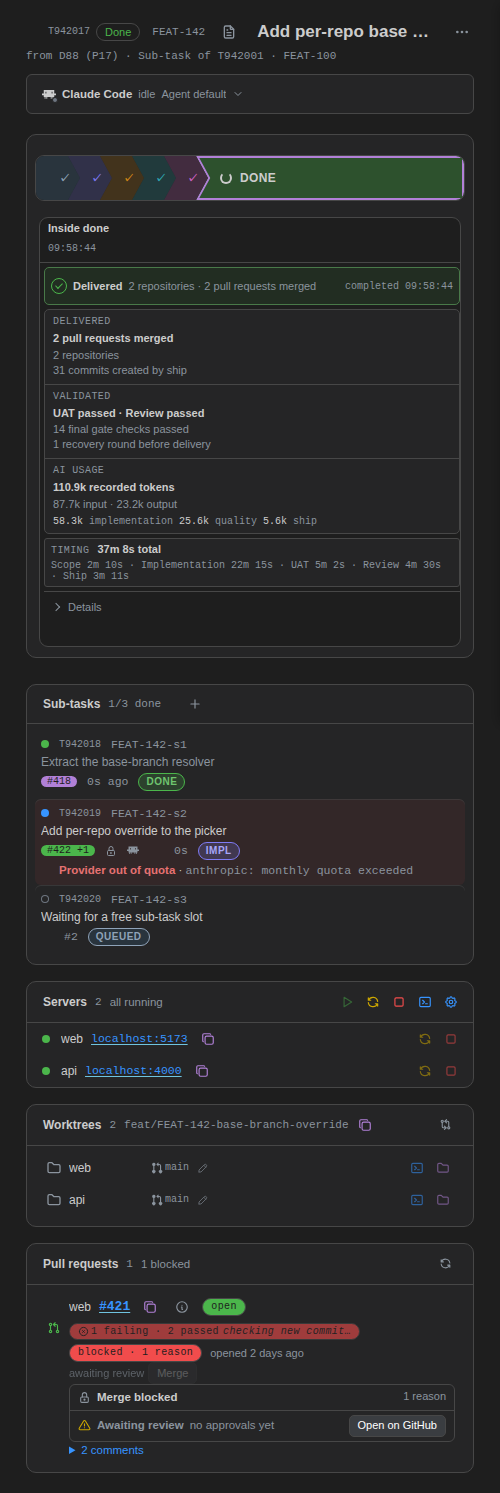 T942017 Done FEAT-142 Add per-repo base …
from D88 (P17) · Sub-task of T942001 · FEAT-100
Claude Code idle Agent default
DONE
Inside done
09:58:44
Delivered 2 repositories · 2 pull requests merged completed 09:58:44
DELIVERED
2 pull requests merged
2 repositories
31 commits created by ship
VALIDATED
UAT passed · Review passed
14 final gate checks passed
1 recovery round before delivery
AI USAGE
110.9k recorded tokens
87.7k input · 23.2k output
58.3k implementation 25.6k quality 5.6k ship
TIMING 37m 8s total
Scope 2m 10s · Implementation 22m 15s · UAT 5m 2s · Review 4m 30s
· Ship 3m 11s
Details
Sub-tasks 1/3 done
T942018 FEAT-142-s1
Extract the base-branch resolver
#418 0s ago DONE
T942019 FEAT-142-s2
Add per-repo override to the picker
#422 +1 0s IMPL
Provider out of quota · anthropic: monthly quota exceeded
T942020 FEAT-142-s3
Waiting for a free sub-task slot
#2 QUEUED
Servers 2 all running
web localhost:5173
api localhost:4000
Worktrees 2 feat/FEAT-142-base-branch-override
web main
api main
Pull requests 1 1 blocked
web #421 open
1 failing · 2 passed checking new commit…
blocked · 1 reason opened 2 days ago
awaiting review Merge
Merge blocked 1 reason
Awaiting review no approvals yet Open on GitHub
2 comments